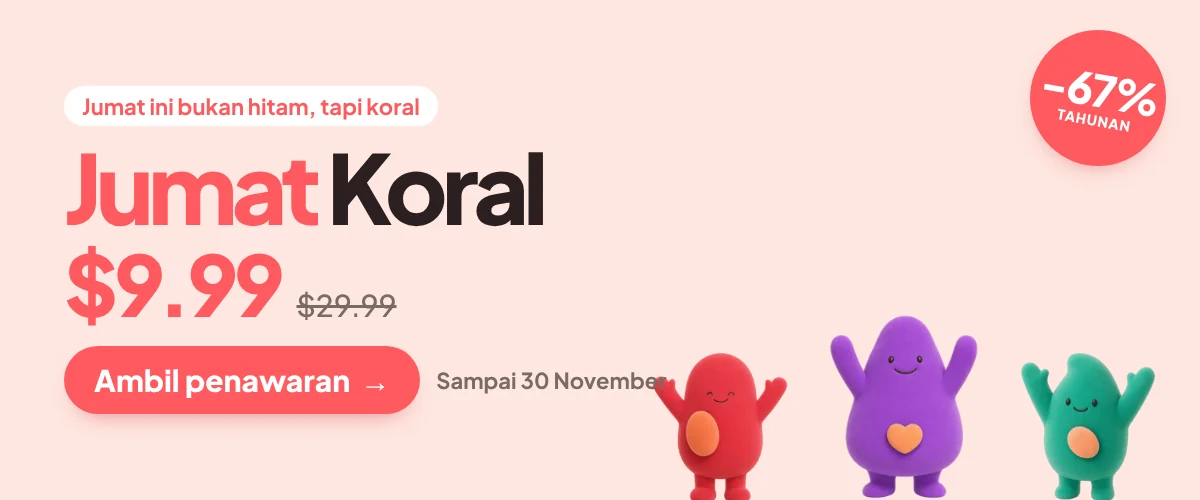 Jumat ini bukan hitam, tapi koral
Jumat Koral
$9.99 $29.99
Ambil penawaran →
Sampai 30 November
−67%
TAHUNAN